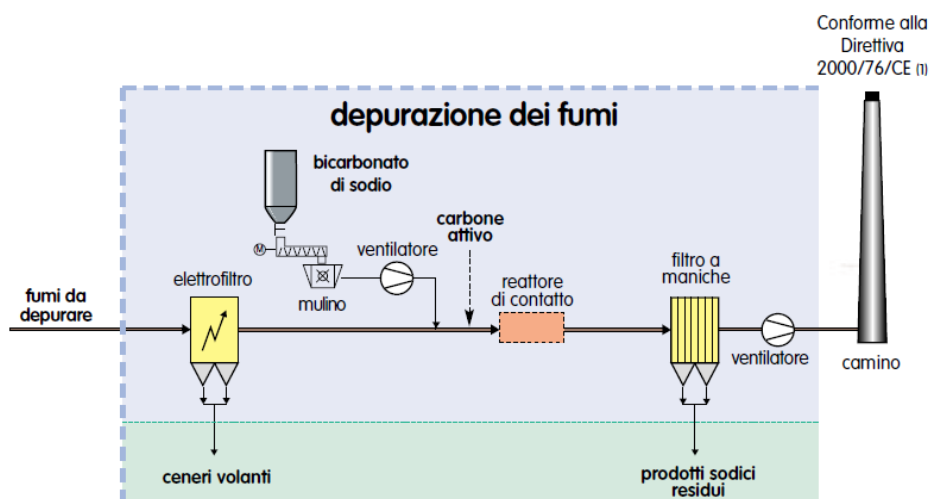 Conforme alla
Direttiva
2000/76/CE (1)
depurazione dei fumi
bicarbonato
di sodio
carbone
attivo
ventilatore
M
elettrofiltro
mulino
reattore
di contatto
filtro a
maniche
fumi da
depurare
ventilatore
camino
ceneri volanti
prodotti sodici
residui